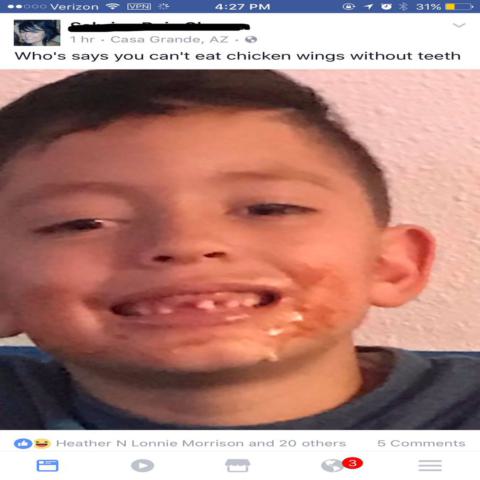 Verizon VPN 4:27 PM 31%
1 hr · Casa Grande, AZ ·
Who's says you can't eat chicken wings without teeth
Heather N Lonnie Morrison and 20 others 5 Comments
3